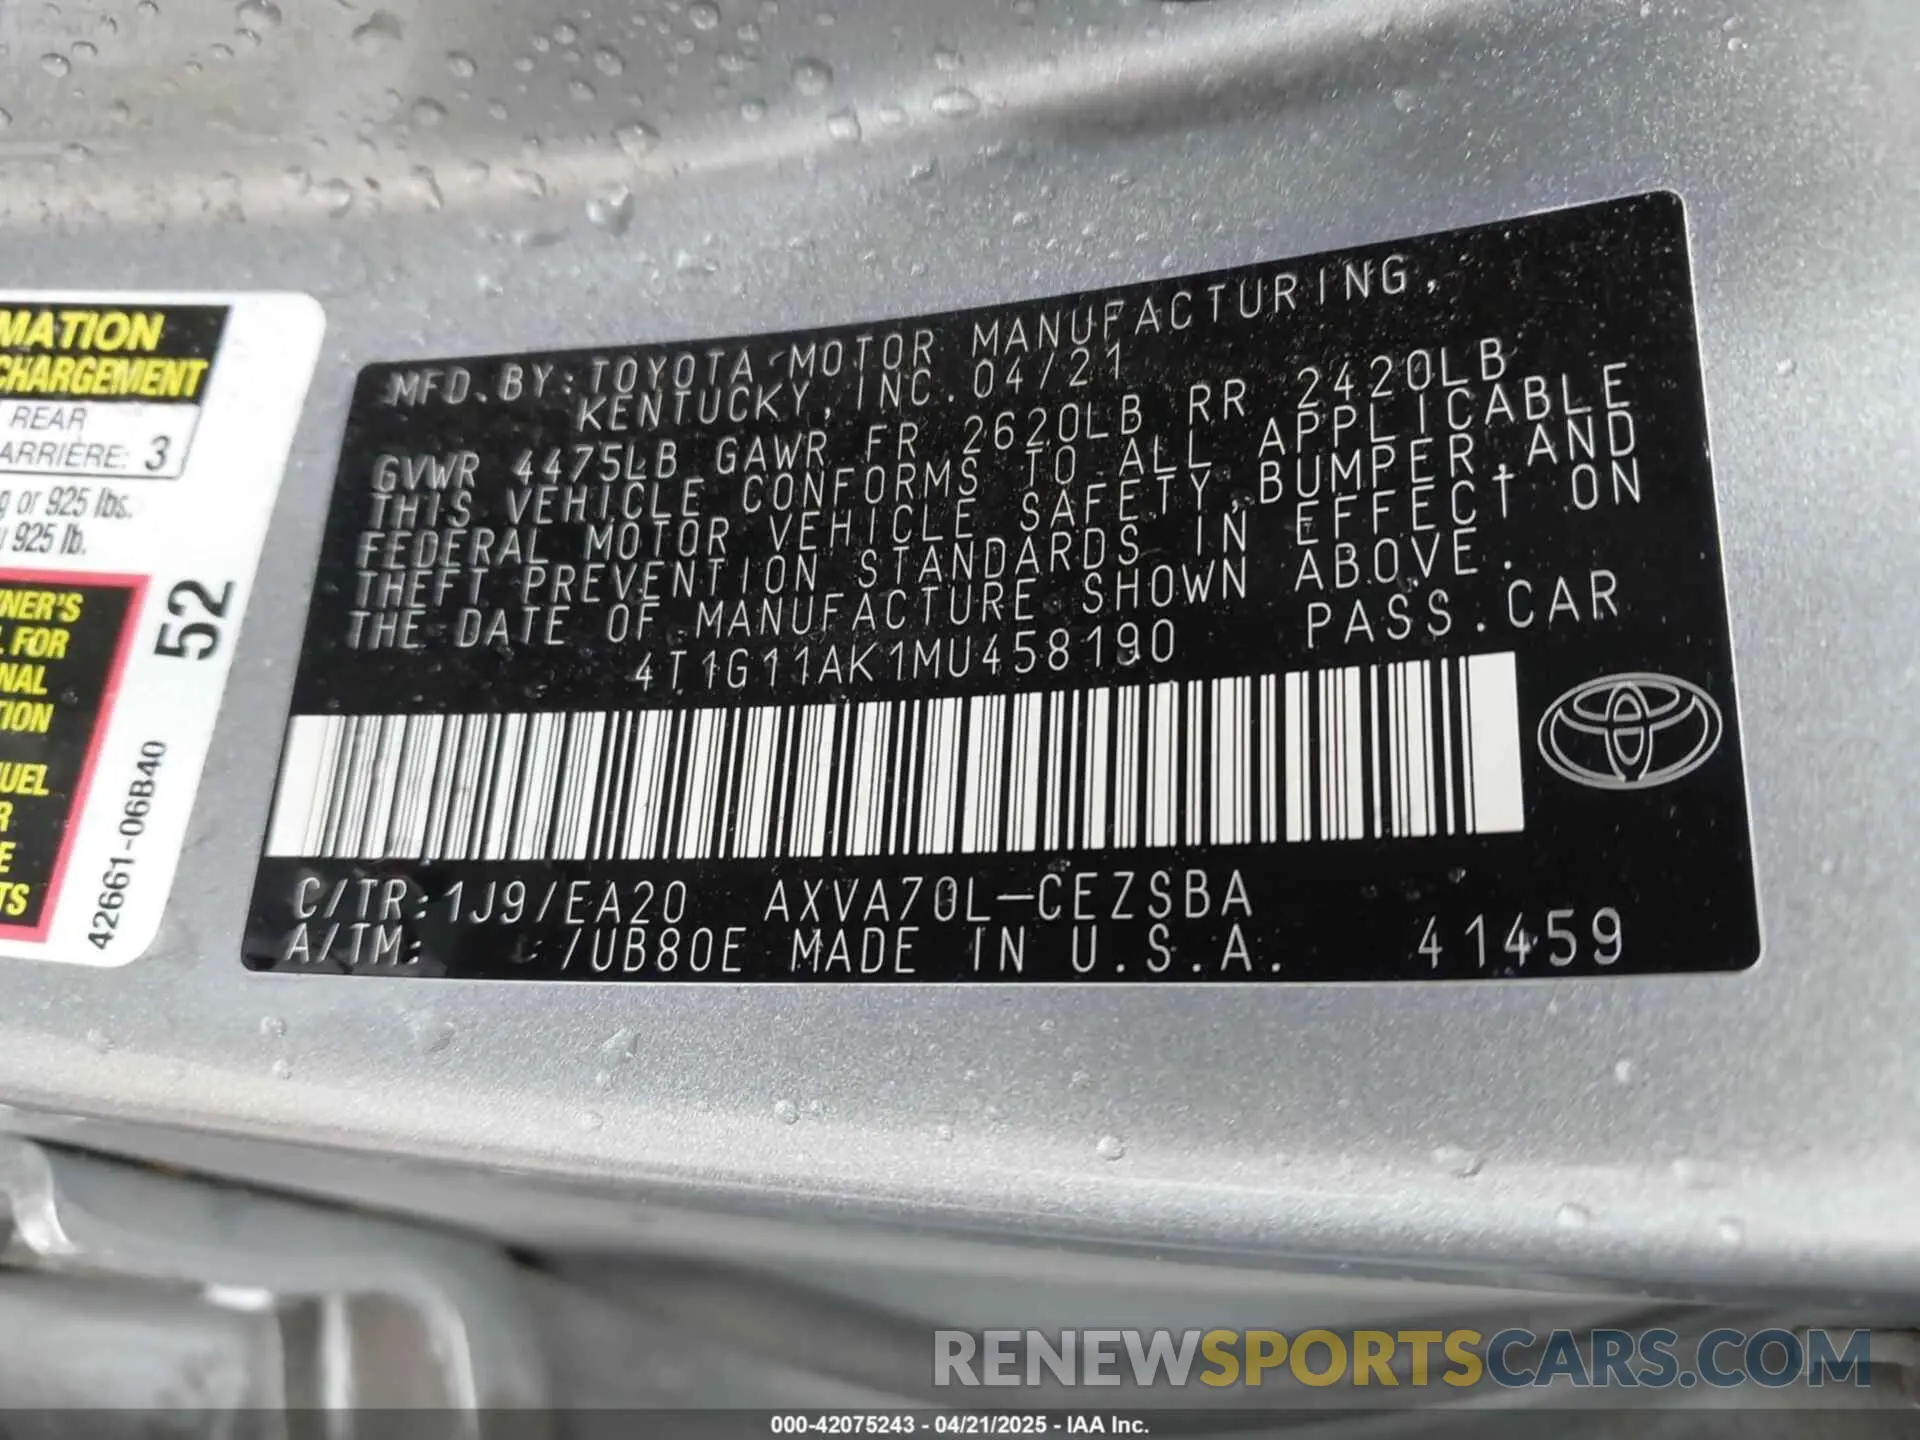 MATION
CHARGEMENT
REAR
ARRIÈRE: 3
g or 925 lbs.
925 lb.
52
NER'S
FOR
NAL
TION
UEL
R
E
TS
42661-06B40
MFD. BY: TOYOTA MOTOR MANUFACTURING,
KENTUCKY, INC. 04/21
GVWR 4475LB GAWR FR 2620LB RR 2420LB
THIS VEHICLE CONFORMS TO ALL APPLICABLE
FEDERAL MOTOR VEHICLE SAFETY, BUMPER, AND
THEFT PREVENTION STANDARDS IN EFFECT ON
THE DATE OF MANUFACTURE SHOWN ABOVE.
4T1G11AK1MU458190 PASS. CAR
C/TR: 1J9/EA20 AXVA70L-CEZSBA
A/TM: /UB80E MADE IN U.S.A. 41459
RENEWSPORTSCARS.COM
000-42075243 - 04/21/2025 - IAA Inc.